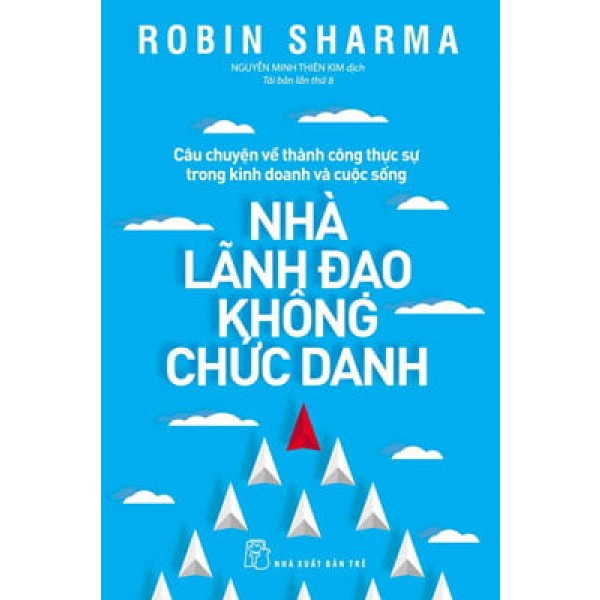 ROBIN SHARMA
NGUYỄN MINH THIÊN KIM dịch
Tái bản lần thứ 8
Câu chuyện về thành công thực sự
trong kinh doanh và cuộc sống
NHÀ
LÃNH ĐẠO
KHÔNG
CHỨC DANH
NHÀ XUẤT BẢN TRẺ